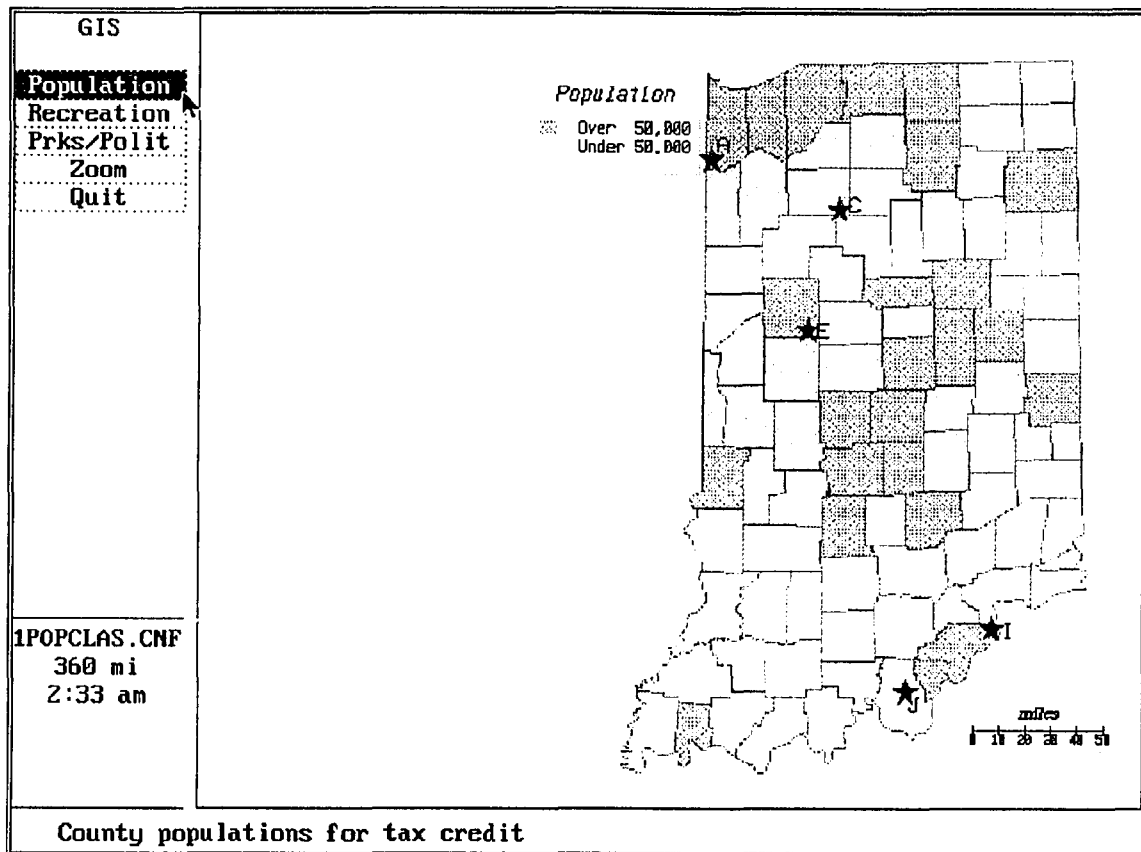 GIS
Population
Recreation
Prks/Polit
Zoom
Quit
1POPCLAS.CNF
360 mi
2:33 am
Population
Over 50,000
Under 50.000
A
C
E
I
J
miles
0 10 20 30 40 50
County populations for tax credit